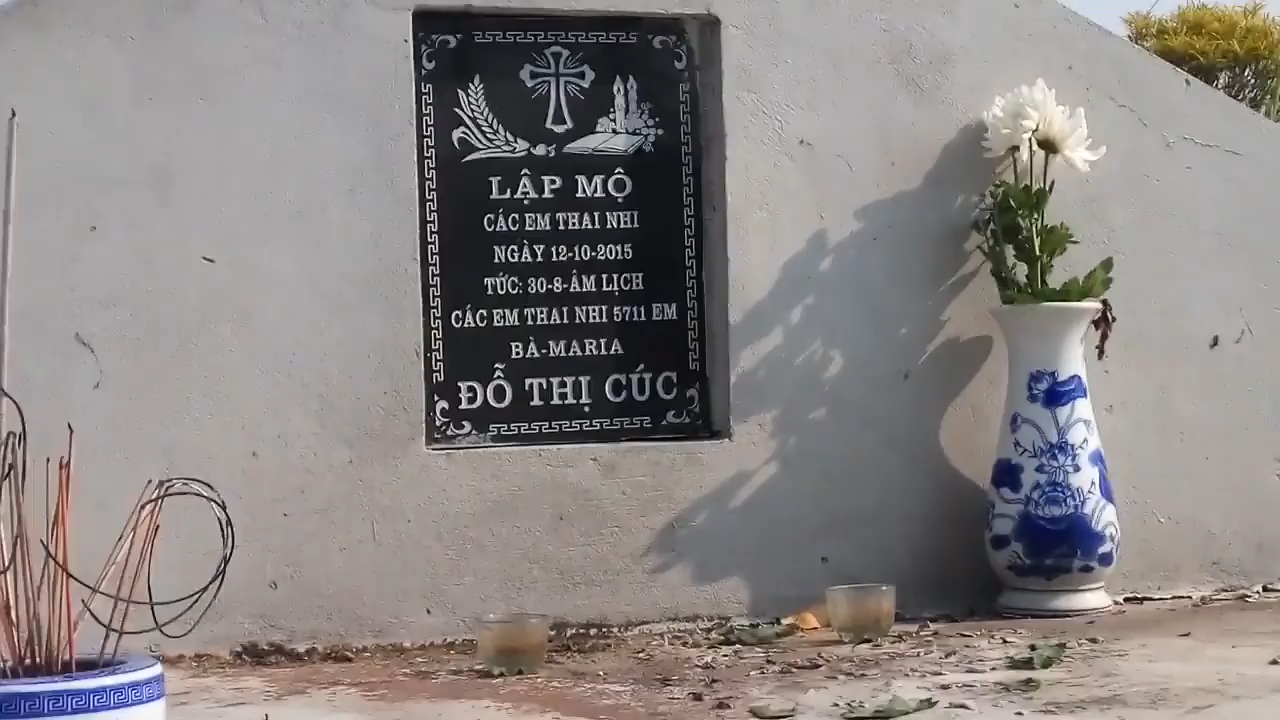 LẬP MỘ
CÁC EM THAI NHI
NGÀY 12-10-2015
TỨC: 30-8-ÂM LỊCH
CÁC EM THAI NHI 5711 EM
BÀ-MARIA
ĐỖ THỊ CÚC